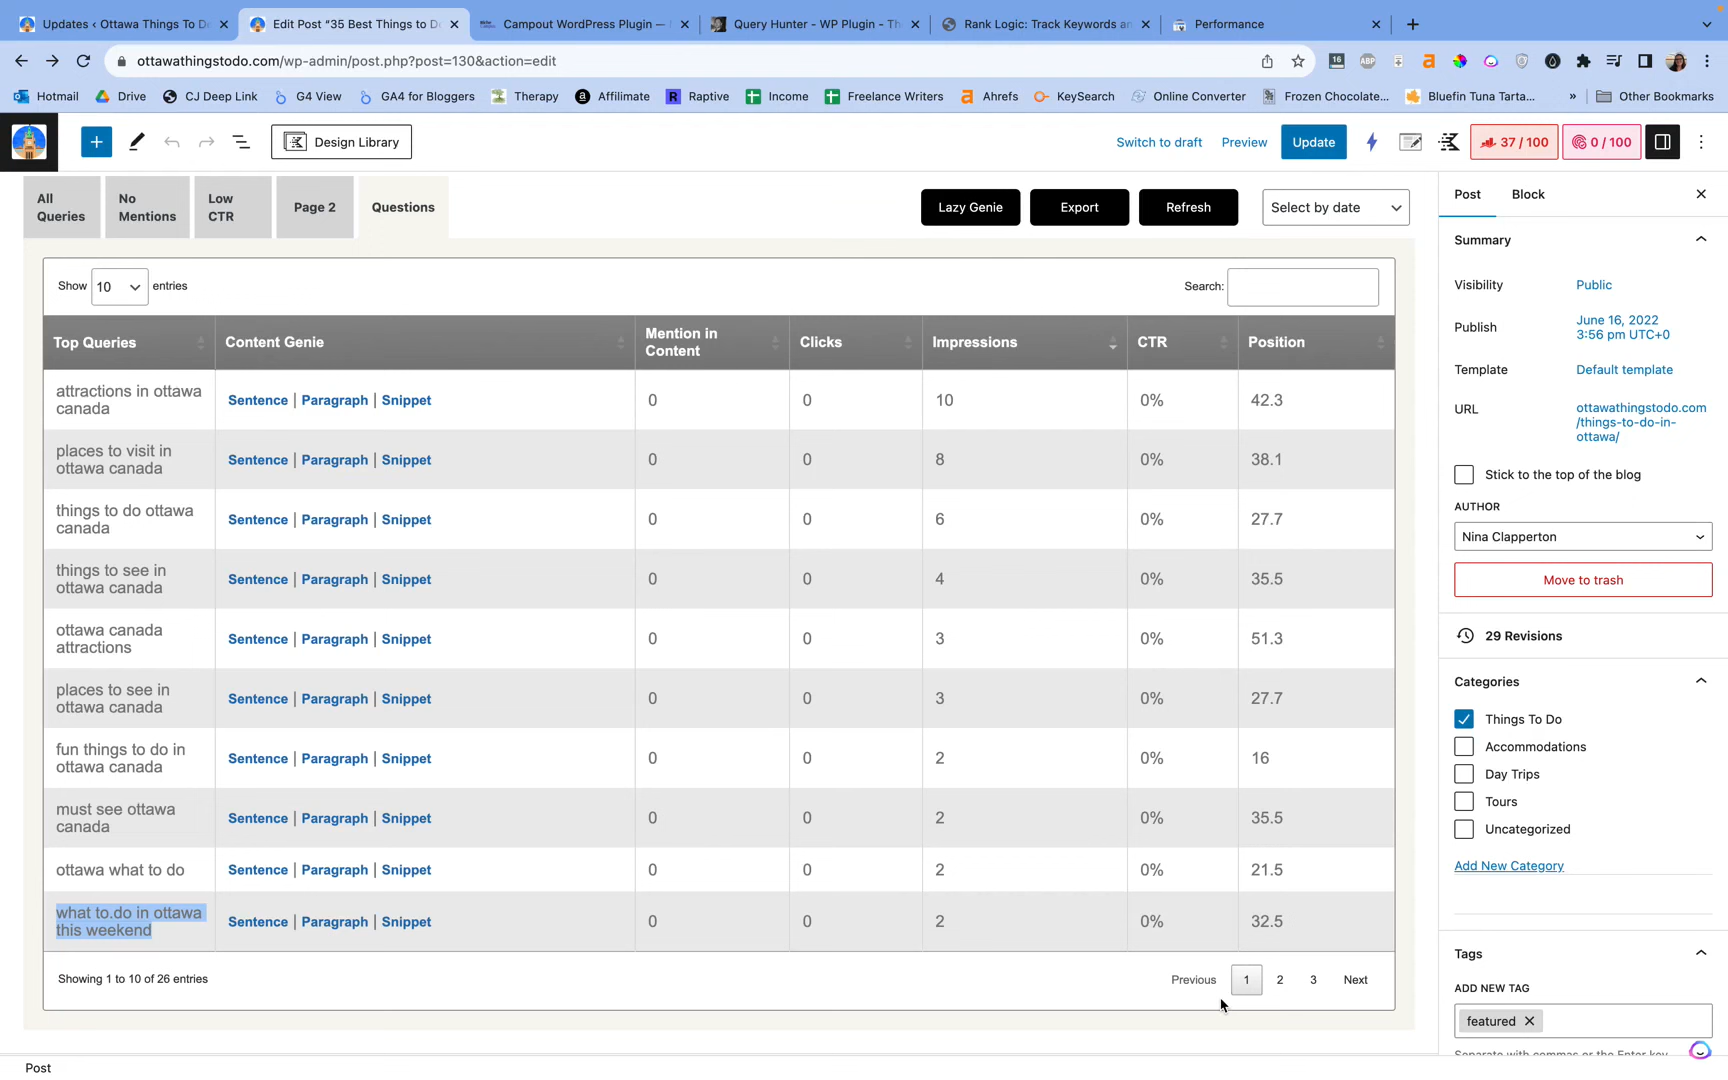 Updates ‹ Ottawa Things To D
Edit Post “35 Best Things to D
Campout WordPress Plugin —
Query Hunter - WP Plugin - Th
Rank Logic: Track Keywords an
Performance
ottawathingstodo.com/wp-admin/post.php?post=130&action=edit
16
ABP
Hotmail
Drive
CJ Deep Link
G4 View
GA4 for Bloggers
Therapy
Affilimate
Raptive
Income
Freelance Writers
Ahrefs
KeySearch
Online Converter
Frozen Chocolate...
Bluefin Tuna Tarta...
»
Other Bookmarks
Design Library
Switch to draft
Preview
Update
37 / 100
0 / 100
All
Queries
No
Mentions
Low
CTR
Page 2
Questions
Lazy Genie
Export
Refresh
Select by date
Show 10 entries
Search:
Top Queries
Content Genie
Mention in
Content
Clicks
Impressions
CTR
Position
attractions in ottawa
canada
Sentence | Paragraph | Snippet
0
0
10
0%
42.3
places to visit in
ottawa canada
Sentence | Paragraph | Snippet
0
0
8
0%
38.1
things to do ottawa
canada
Sentence | Paragraph | Snippet
0
0
6
0%
27.7
things to see in
ottawa canada
Sentence | Paragraph | Snippet
0
0
4
0%
35.5
ottawa canada
attractions
Sentence | Paragraph | Snippet
0
0
3
0%
51.3
places to see in
ottawa canada
Sentence | Paragraph | Snippet
0
0
3
0%
27.7
fun things to do in
ottawa canada
Sentence | Paragraph | Snippet
0
0
2
0%
16
must see ottawa
canada
Sentence | Paragraph | Snippet
0
0
2
0%
35.5
ottawa what to do
Sentence | Paragraph | Snippet
0
0
2
0%
21.5
what to.do in ottawa
this weekend
Sentence | Paragraph | Snippet
0
0
2
0%
32.5
Showing 1 to 10 of 26 entries
Previous
1
2
3
Next
Post
Post
Block
Summary
Visibility
Public
Publish
June 16, 2022
3:56 pm UTC+0
Template
Default template
URL
ottawathingstodo.com
/things-to-do-in-
ottawa/
Stick to the top of the blog
AUTHOR
Nina Clapperton
Move to trash
29 Revisions
Categories
Things To Do
Accommodations
Day Trips
Tours
Uncategorized
Add New Category
Tags
ADD NEW TAG
featured
Separate with commas or the Enter key